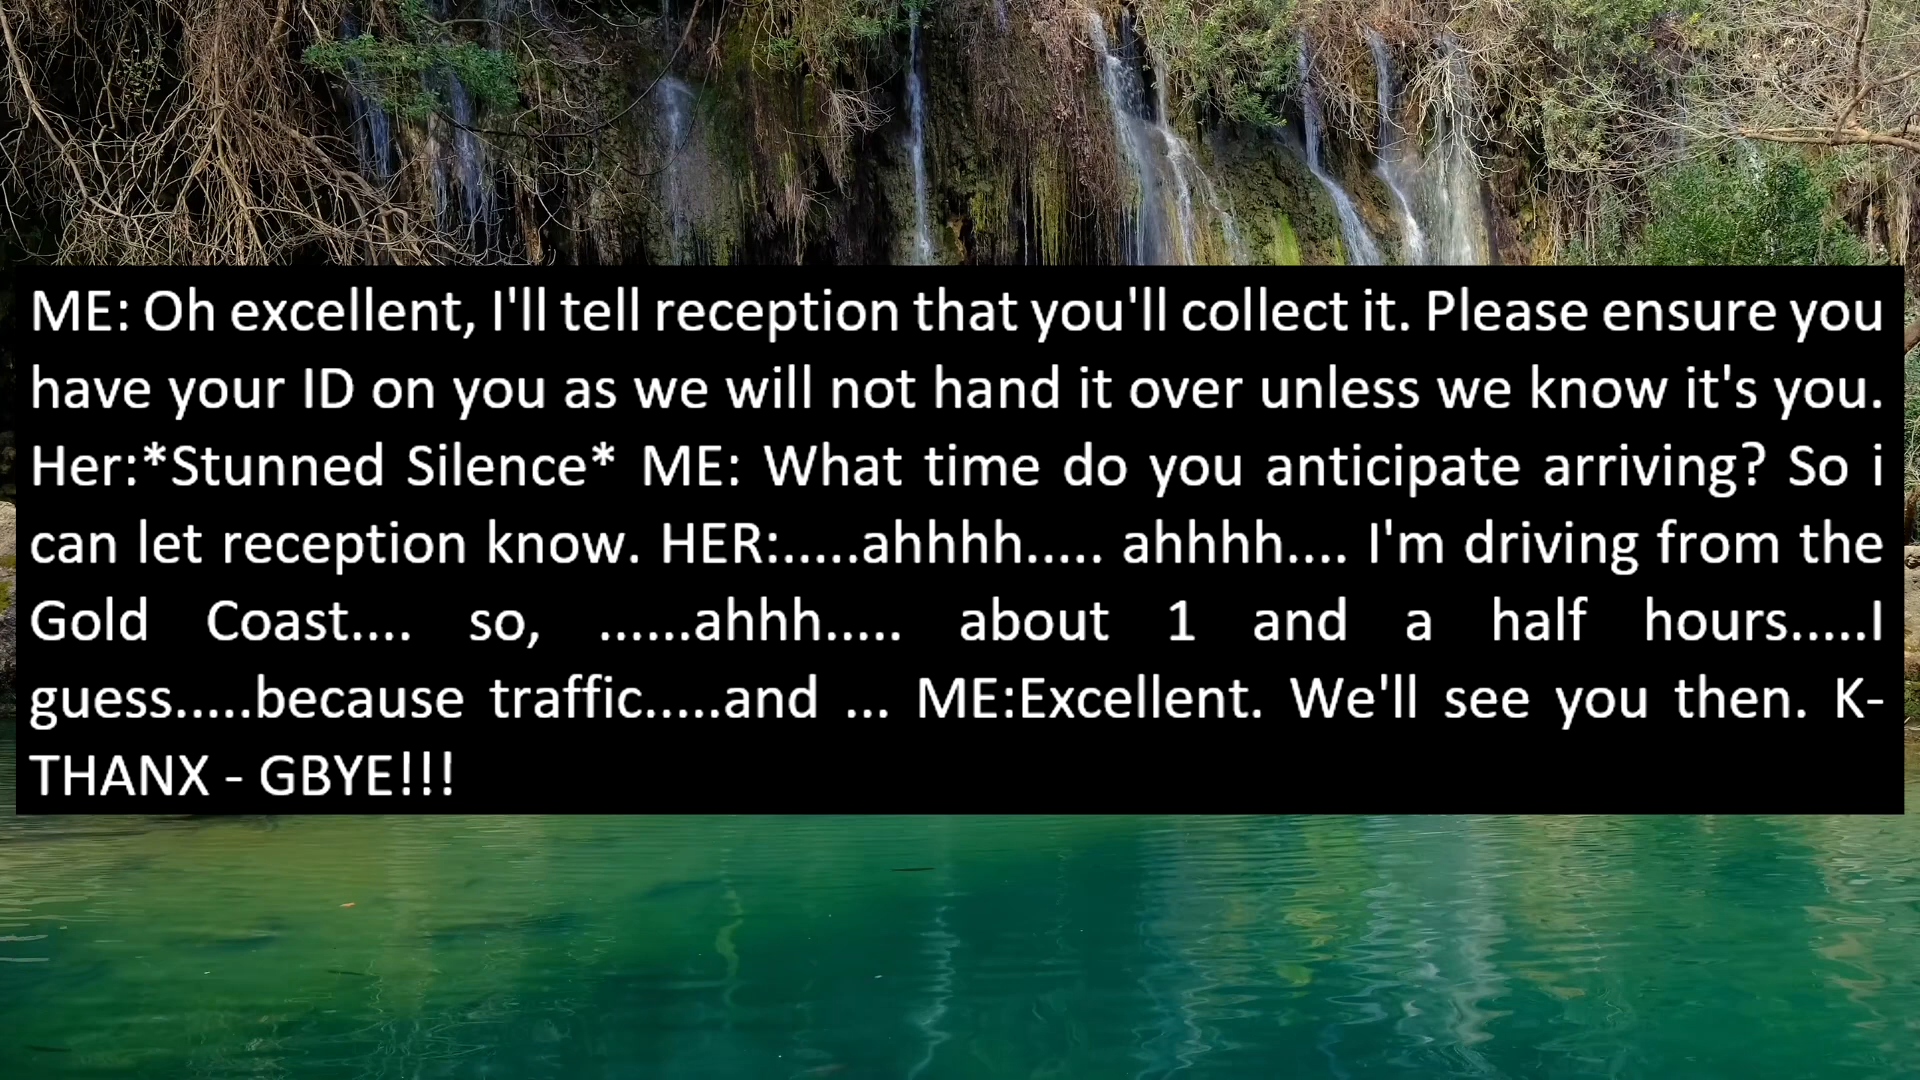 ME: Oh excellent, I'll tell reception that you'll collect it. Please ensure you
have your ID on you as we will not hand it over unless we know it's you.
Her:*Stunned Silence* ME: What time do you anticipate arriving? So i
can let reception know. HER:.....ahhhh..... ahhhh.... I'm driving from the
Gold Coast.... so, ......ahhh..... about 1 and a half hours.....I
guess.....because traffic.....and ... ME:Excellent. We'll see you then. K-
THANX - GBYE!!!